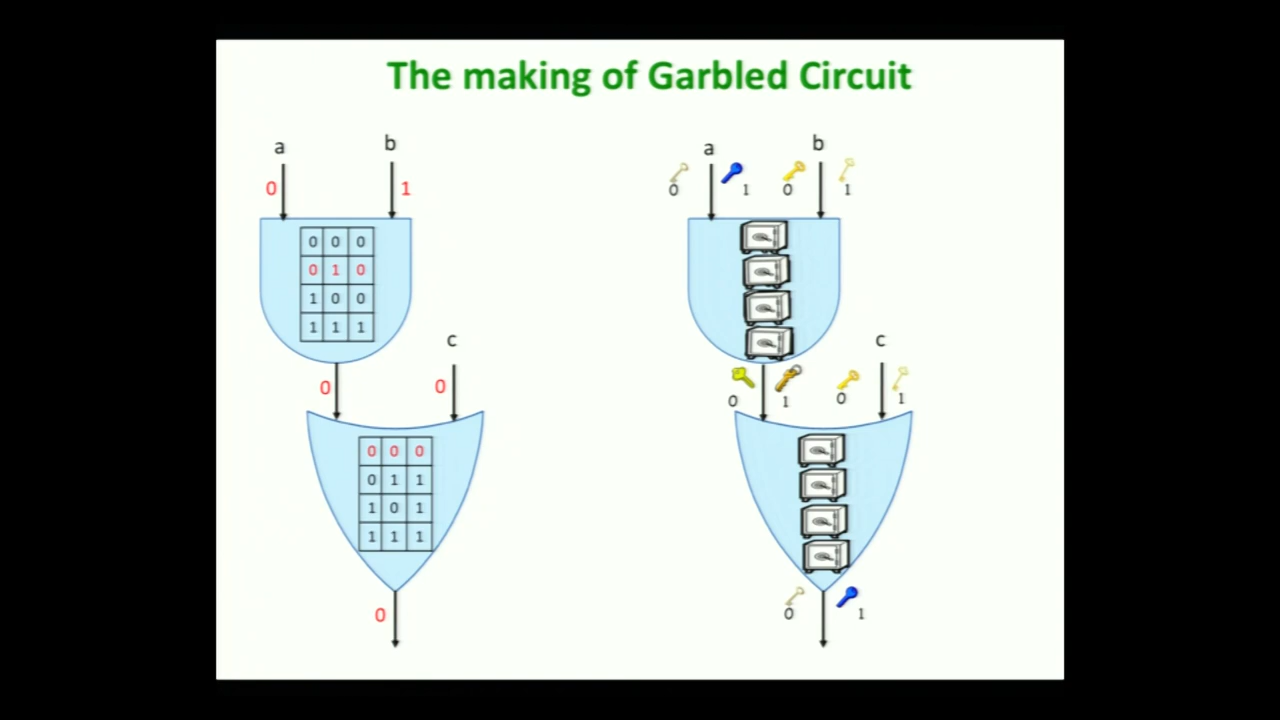 The making of Garbled Circuit
a b
0 1
0 0 0
0 1 0
1 0 0
1 1 1
c
0 0
0 0 0
0 1 1
1 0 1
1 1 1
0
a b
0 1 0 1
c
0 1 0 1
0 1